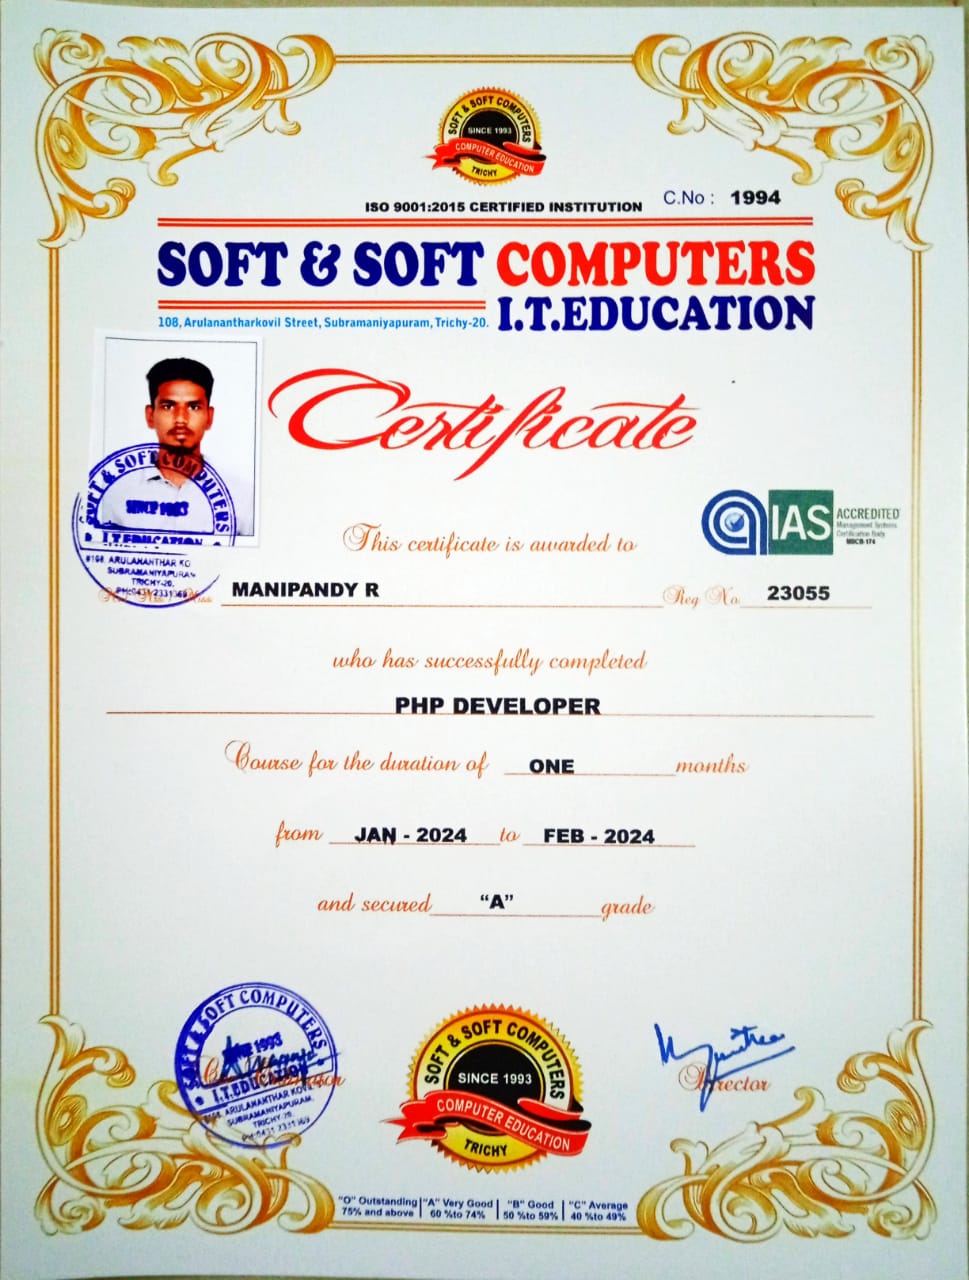 SOFT & SOFT COMPUTERS
SINCE 1993
COMPUTER EDUCATION
TRICHY
ISO 9001:2015 CERTIFIED INSTITUTION
C.No : 1994
SOFT & SOFT COMPUTERS
108, Arulanantharkovil Street, Subramaniyapuram, Trichy-20. I.T.EDUCATION
Certificate
IAS ACCREDITED
Management Systems
Certification Body
MSCB-174
SOFT & SOFT COMPUTERS
SINCE 1993
I.T.EDUCATION
#108, ARULANANTHAR KO
SUBRAMANIYAPURAM
TRICHY-20.
PH:0431 2331369
This certificate is awarded to
MANIPANDY R Reg No 23055
who has successfully completed
PHP DEVELOPER
Course for the duration of ONE months
from JAN - 2024 to FEB - 2024
and secured "A" grade
SOFT & SOFT COMPUTERS
SINCE 1993
I.T.EDUCATION
#108, ARULANANTHAR KOVIL
SUBRAMANIYAPURAM,
TRICHY-20.
PH:0431 2331369
SOFT & SOFT COMPUTERS
SINCE 1993
COMPUTER EDUCATION
TRICHY
Director
"O" Outstanding "A" Very Good "B" Good "C" Average
75% and above 60 %to 74% 50 %to 59% 40 %to 49%